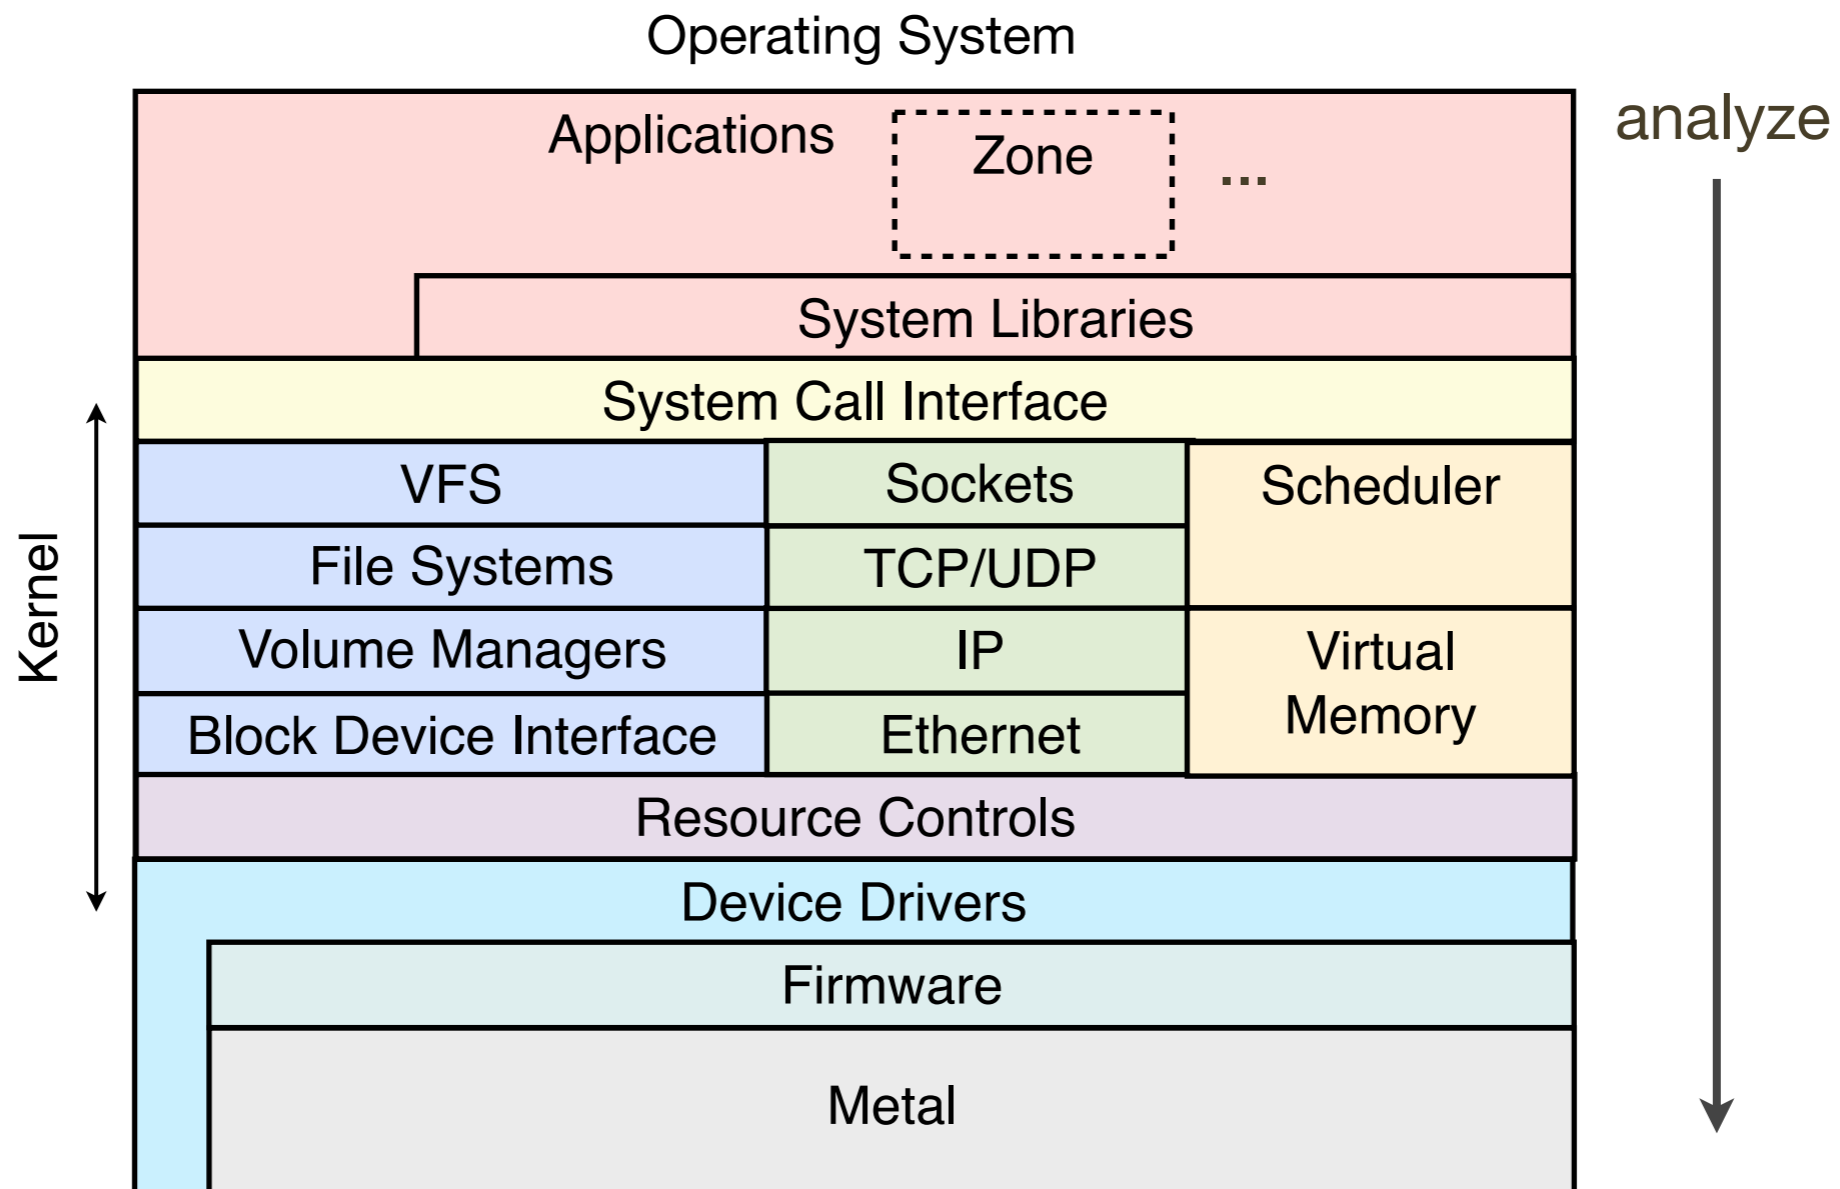 Operating System
Applications
Zone
...
analyze
System Libraries
System Call Interface
Kernel
VFS
Sockets
Scheduler
File Systems
TCP/UDP
Volume Managers
IP
Virtual
Memory
Block Device Interface
Ethernet
Resource Controls
Device Drivers
Firmware
Metal